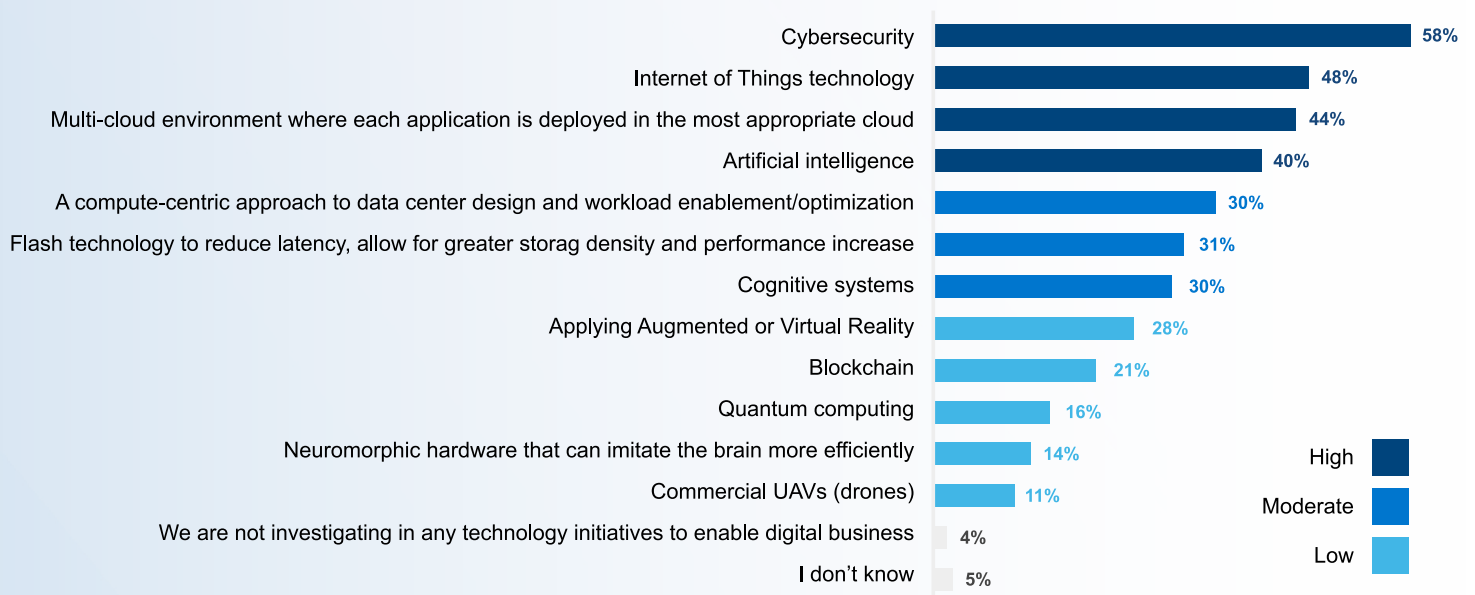 Cybersecurity 58%
Internet of Things technology 48%
Multi-cloud environment where each application is deployed in the most appropriate cloud 44%
Artificial intelligence 40%
A compute-centric approach to data center design and workload enablement/optimization 30%
Flash technology to reduce latency, allow for greater storag density and performance increase 31%
Cognitive systems 30%
Applying Augmented or Virtual Reality 28%
Blockchain 21%
Quantum computing 16%
Neuromorphic hardware that can imitate the brain more efficiently 14%
Commercial UAVs (drones) 11%
We are not investigating in any technology initiatives to enable digital business 4%
I don’t know 5%
High
Moderate
Low